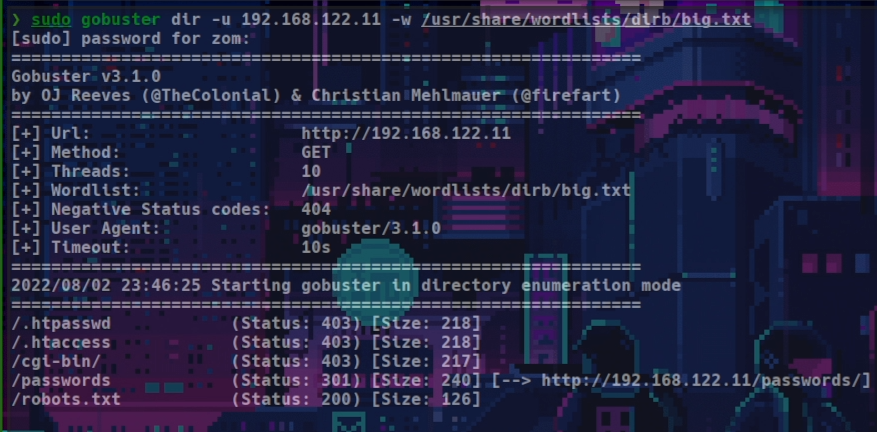 ❯ sudo gobuster dir -u 192.168.122.11 -w /usr/share/wordlists/dirb/big.txt
[sudo] password for zom:
===============================================================
Gobuster v3.1.0
by OJ Reeves (@TheColonial) & Christian Mehlmauer (@firefart)
===============================================================
[+] Url:                     http://192.168.122.11
[+] Method:                  GET
[+] Threads:                 10
[+] Wordlist:                /usr/share/wordlists/dirb/big.txt
[+] Negative Status codes:   404
[+] User Agent:              gobuster/3.1.0
[+] Timeout:                 10s
===============================================================
2022/08/02 23:46:25 Starting gobuster in directory enumeration mode
===============================================================
/.htpasswd            (Status: 403) [Size: 218]
/.htaccess            (Status: 403) [Size: 218]
/cgi-bin/             (Status: 403) [Size: 217]
/passwords            (Status: 301) [Size: 240] [--> http://192.168.122.11/passwords/]
/robots.txt           (Status: 200) [Size: 126]